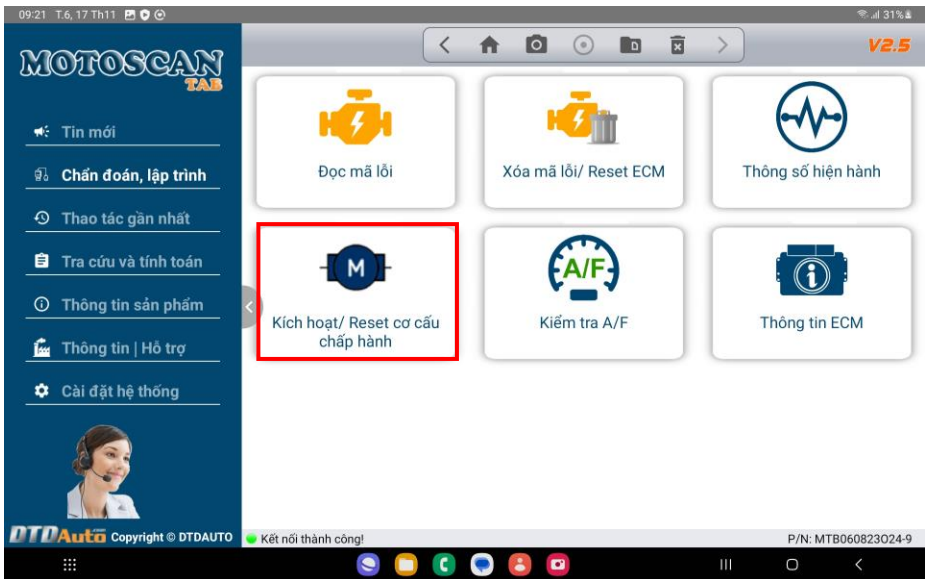 09:21 T.6, 17 Th11
31%
MOTOSCAN
TAB
V2.5
Tin mới
Chẩn đoán, lập trình
Thao tác gần nhất
Tra cứu và tính toán
Thông tin sản phẩm
Thông tin | Hỗ trợ
Cài đặt hệ thống
DTDAuto Copyright © DTDAUTO
Đọc mã lỗi
Xóa mã lỗi/ Reset ECM
Thông số hiện hành
M
Kích hoạt/ Reset cơ cấu
chấp hành
A/F
Kiểm tra A/F
Thông tin ECM
Kết nối thành công!
P/N: MTB060823O24-9